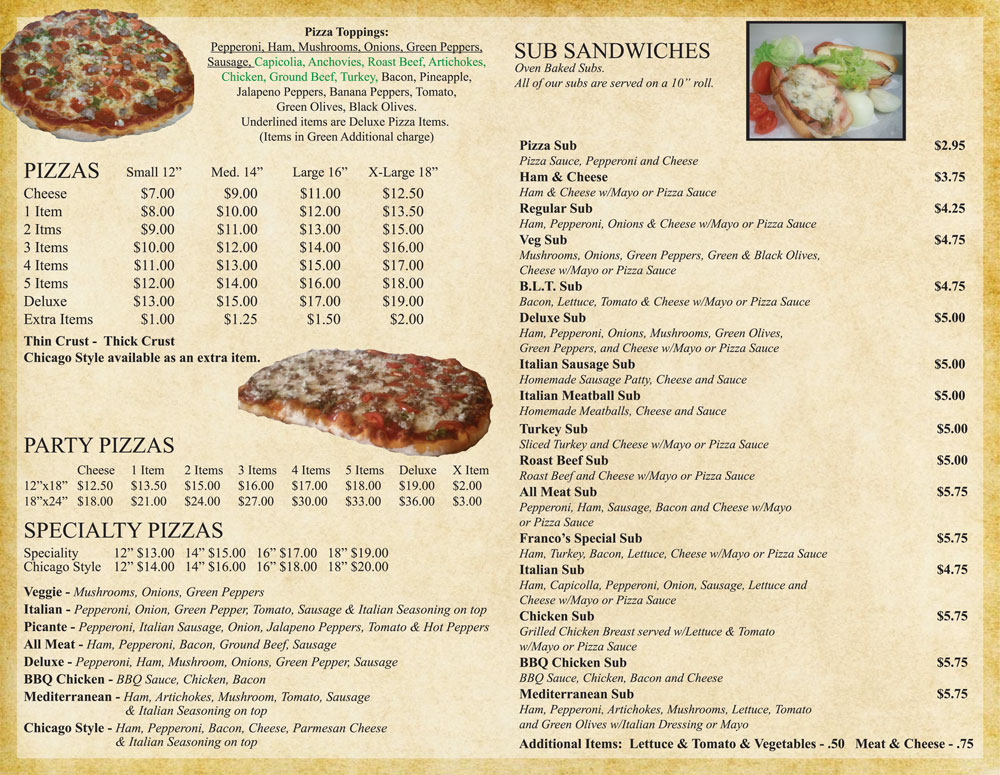 Pizza Toppings:
Pepperoni, Ham, Mushrooms, Onions, Green Peppers,
Sausage, Capicolia, Anchovies, Roast Beef, Artichokes,
Chicken, Ground Beef, Turkey, Bacon, Pineapple,
Jalapeno Peppers, Banana Peppers, Tomato,
Green Olives, Black Olives.
Underlined items are Deluxe Pizza Items.
(Items in Green Additional charge)
PIZZAS Small 12” Med. 14” Large 16” X-Large 18”
Cheese $7.00 $9.00 $11.00 $12.50
1 Item $8.00 $10.00 $12.00 $13.50
2 Itms $9.00 $11.00 $13.00 $15.00
3 Items $10.00 $12.00 $14.00 $16.00
4 Items $11.00 $13.00 $15.00 $17.00
5 Items $12.00 $14.00 $16.00 $18.00
Deluxe $13.00 $15.00 $17.00 $19.00
Extra Items $1.00 $1.25 $1.50 $2.00
Thin Crust - Thick Crust
Chicago Style available as an extra item.
PARTY PIZZAS
Cheese 1 Item 2 Items 3 Items 4 Items 5 Items Deluxe X Item
12”x18” $12.50 $13.50 $15.00 $16.00 $17.00 $18.00 $19.00 $2.00
18”x24” $18.00 $21.00 $24.00 $27.00 $30.00 $33.00 $36.00 $3.00
SPECIALTY PIZZAS
Speciality 12” $13.00 14” $15.00 16” $17.00 18” $19.00
Chicago Style 12” $14.00 14” $16.00 16” $18.00 18” $20.00
Veggie - Mushrooms, Onions, Green Peppers
Italian - Pepperoni, Onion, Green Pepper, Tomato, Sausage & Italian Seasoning on top
Picante - Pepperoni, Italian Sausage, Onion, Jalapeno Peppers, Tomato & Hot Peppers
All Meat - Ham, Pepperoni, Bacon, Ground Beef, Sausage
Deluxe - Pepperoni, Ham, Mushroom, Onions, Green Pepper, Sausage
BBQ Chicken - BBQ Sauce, Chicken, Bacon
Mediterranean - Ham, Artichokes, Mushroom, Tomato, Sausage
& Italian Seasoning on top
Chicago Style - Ham, Pepperoni, Bacon, Cheese, Parmesan Cheese
& Italian Seasoning on top
SUB SANDWICHES
Oven Baked Subs.
All of our subs are served on a 10” roll.
Pizza Sub $2.95
Pizza Sauce, Pepperoni and Cheese
Ham & Cheese $3.75
Ham & Cheese w/Mayo or Pizza Sauce
Regular Sub $4.25
Ham, Pepperoni, Onions & Cheese w/Mayo or Pizza Sauce
Veg Sub $4.75
Mushrooms, Onions, Green Peppers, Green & Black Olives,
Cheese w/Mayo or Pizza Sauce
B.L.T. Sub $4.75
Bacon, Lettuce, Tomato & Cheese w/Mayo or Pizza Sauce
Deluxe Sub $5.00
Ham, Pepperoni, Onions, Mushrooms, Green Olives,
Green Peppers, and Cheese w/Mayo or Pizza Sauce
Italian Sausage Sub $5.00
Homemade Sausage Patty, Cheese and Sauce
Italian Meatball Sub $5.00
Homemade Meatballs, Cheese and Sauce
Turkey Sub $5.00
Sliced Turkey and Cheese w/Mayo or Pizza Sauce
Roast Beef Sub $5.00
Roast Beef and Cheese w/Mayo or Pizza Sauce
All Meat Sub $5.75
Pepperoni, Ham, Sausage, Bacon and Cheese w/Mayo
or Pizza Sauce
Franco’s Special Sub $5.75
Ham, Turkey, Bacon, Lettuce, Cheese w/Mayo or Pizza Sauce
Italian Sub $4.75
Ham, Capicolla, Pepperoni, Onion, Sausage, Lettuce and
Cheese w/Mayo or Pizza Sauce
Chicken Sub $5.75
Grilled Chicken Breast served w/Lettuce & Tomato
w/Mayo or Pizza Sauce
BBQ Chicken Sub $5.75
BBQ Sauce, Chicken, Bacon and Cheese
Mediterranean Sub $5.75
Ham, Pepperoni, Artichokes, Mushrooms, Lettuce, Tomato
and Green Olives w/Italian Dressing or Mayo
Additional Items: Lettuce & Tomato & Vegetables - .50 Meat & Cheese - .75